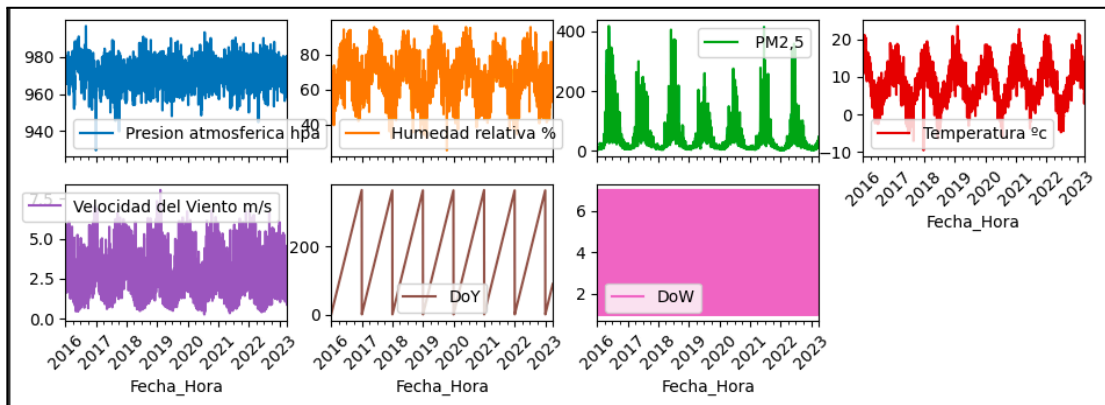 980
960
940
Presion atmosferica hpa
80
60
40
Humedad relativa %
400
200
0
PM2,5
20
10
0
−10
Temperatura ºc
2016 2017 2018 2019 2020 2021 2022 2023
Fecha_Hora
7.5
5.0
2.5
0.0
Velocidad del Viento m/s
2016 2017 2018 2019 2020 2021 2022 2023
Fecha_Hora
200
0
DoY
2016 2017 2018 2019 2020 2021 2022 2023
Fecha_Hora
6
4
2
DoW
2016 2017 2018 2019 2020 2021 2022 2023
Fecha_Hora